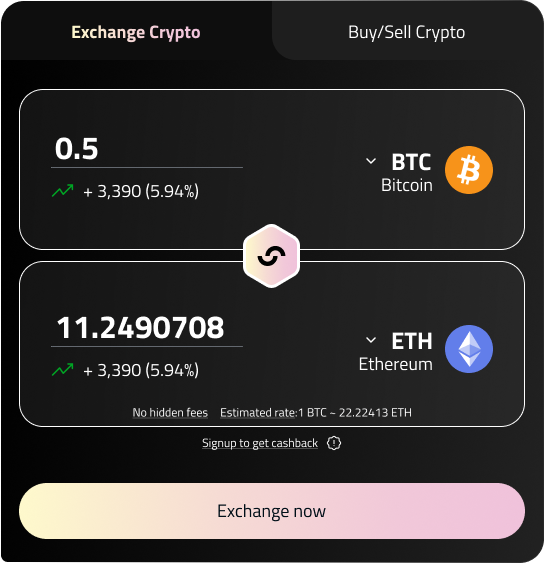 Exchange Crypto
Buy/Sell Crypto
0.5
BTC
+ 3,390 (5.94%)
Bitcoin
11.2490708
ETH
+ 3,390 (5.94%)
Ethereum
No hidden fees Estimated rate:1 BTC ~ 22.22413 ETH
Signup to get cashback
Exchange now